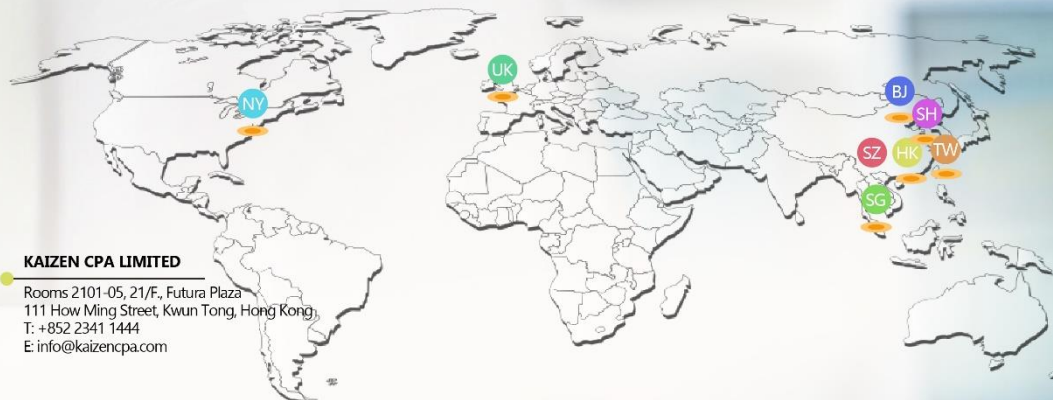 UK
NY
BJ
SH
SZ
HK
TW
SG
KAIZEN CPA LIMITED
Rooms 2101-05, 21/F., Futura Plaza
111 How Ming Street, Kwun Tong, Hong Kong
T: +852 2341 1444
E: info@kaizencpa.com